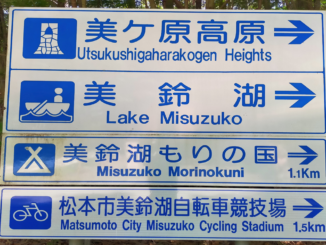 美ケ原高原
Utsukushigaharakogen Heights
美鈴湖
Lake Misuzuko
美鈴湖もりの国
Misuzuko Morinokuni 1.1Km
松本市美鈴湖自転車競技場
Matsumoto City Misuzuko Cycling Stadium 1.5km